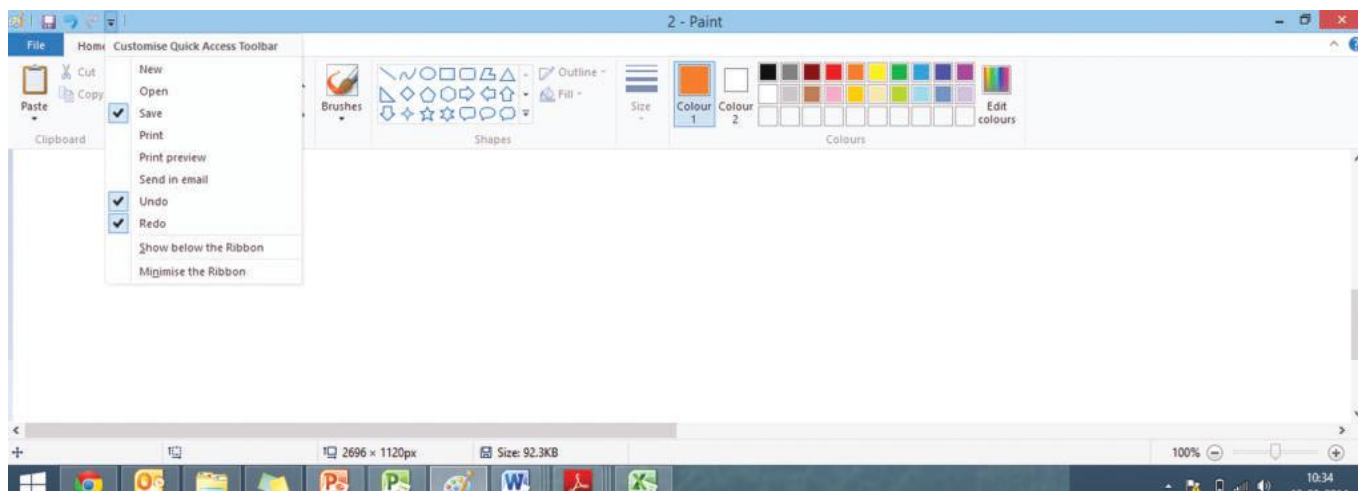 2 - Paint
File
Home
Customise Quick Access Toolbar
New
Open
Save
Print
Print preview
Send in email
Undo
Redo
Show below the Ribbon
Minimise the Ribbon
Paste
Cut
Copy
Clipboard
Brushes
Shapes
Outline
Fill
Size
Colour 1
Colour 2
Colours
Edit colours
2696 × 1120px
Size: 92.3KB
100%
10:34